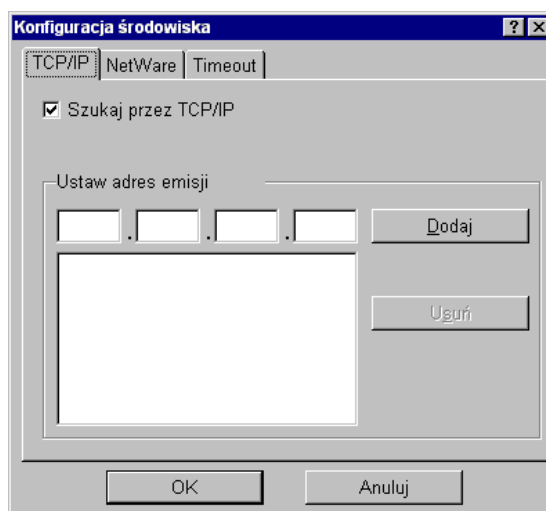 Konfiguracja środowiska
TCP/IP NetWare Timeout
Szukaj przez TCP/IP
Ustaw adres emisji
. . . Dodaj
Usuń
OK Anuluj